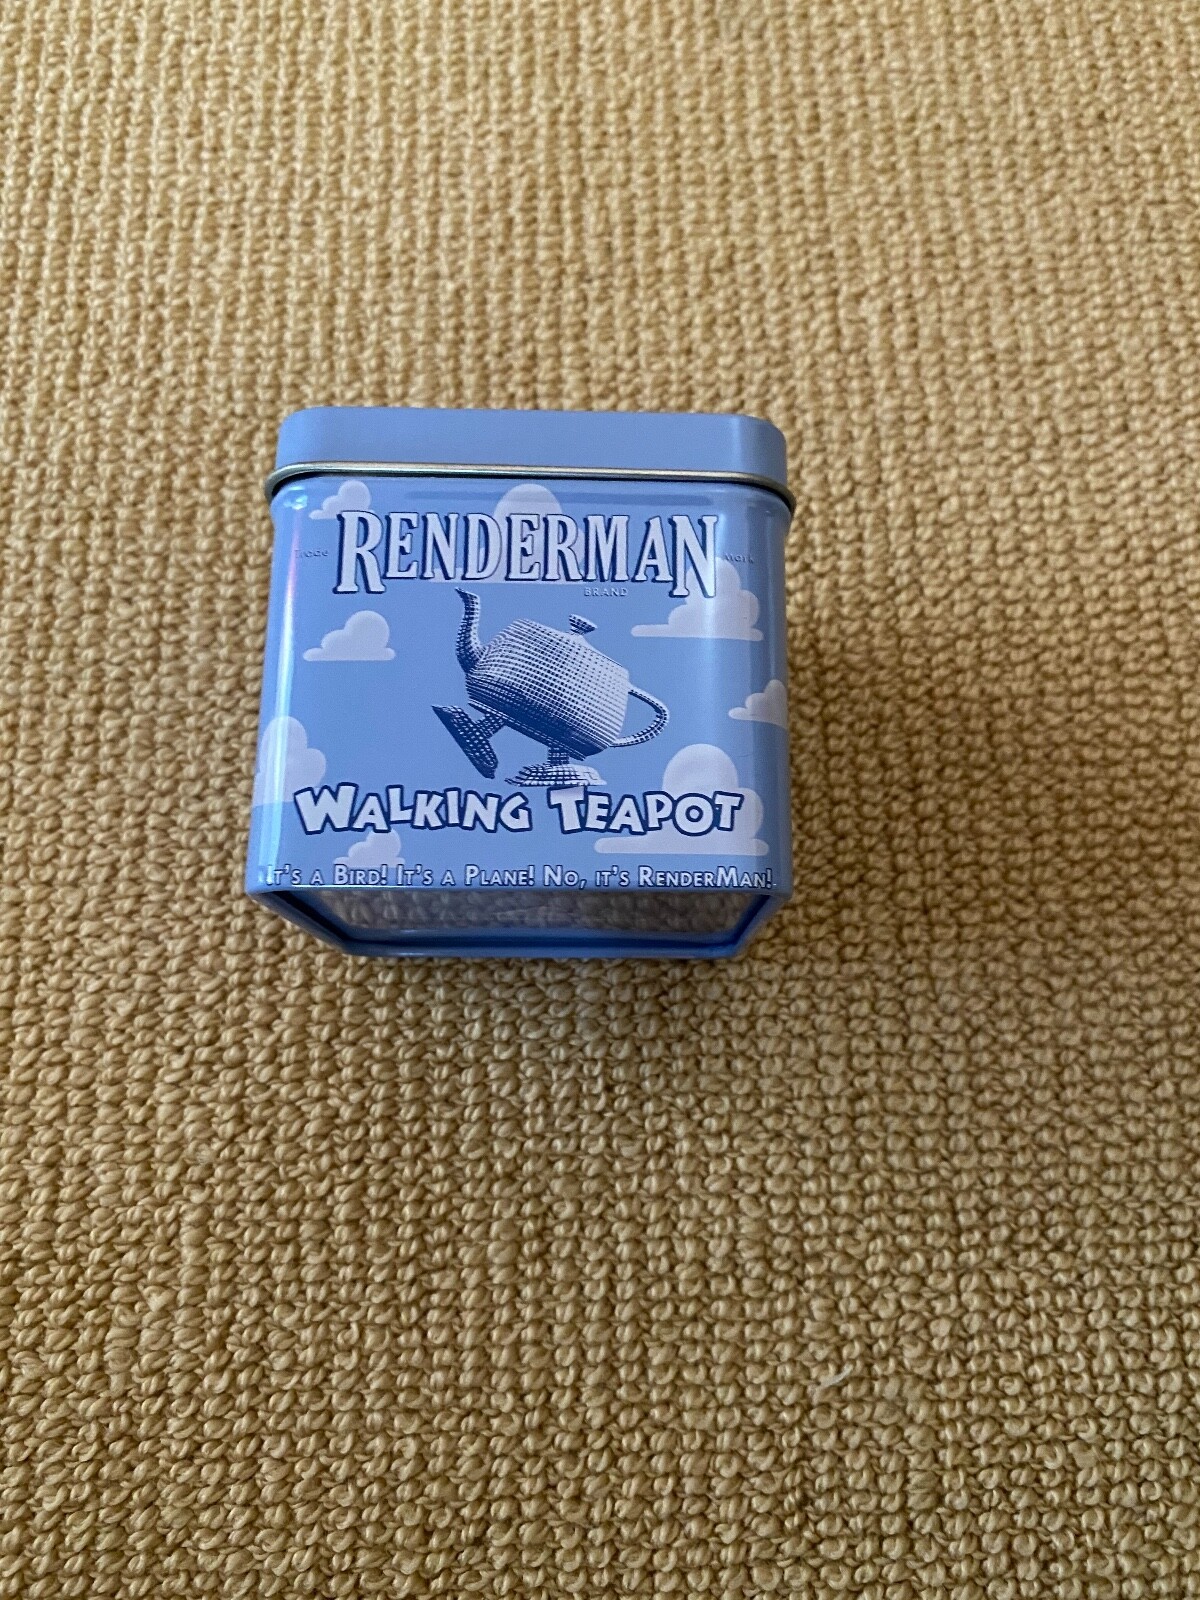 RENDERMAN
Trade Mark
BRAND
WALKING TEAPOT
IT'S A BIRD! IT'S A PLANE! NO, IT'S RENDERMAN!